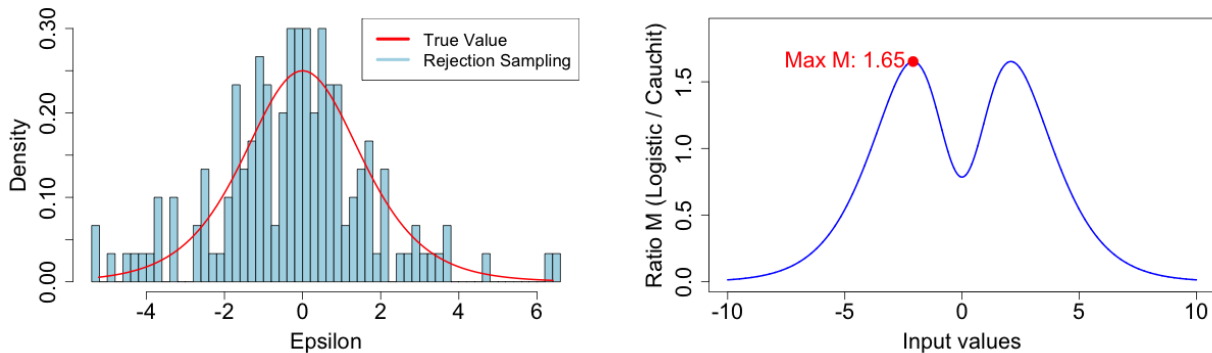 True Value
Rejection Sampling
Density
0.00 0.10 0.20 0.30
-4 -2 0 2 4 6
Epsilon
Max M: 1.65
Ratio M (Logistic / Cauchit)
0.0 0.5 1.0 1.5
-10 -5 0 5 10
Input values